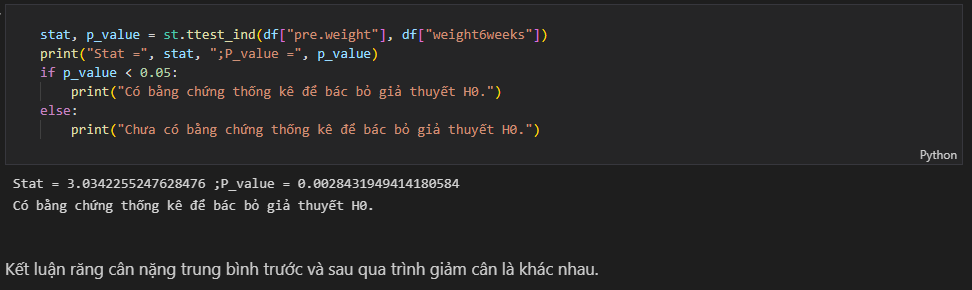 stat, p_value = st.ttest_ind(df["pre.weight"], df["weight6weeks"])
print("Stat =", stat, ";P_value =", p_value)
if p_value < 0.05:
    print("Có bằng chứng thống kê để bác bỏ giả thuyết H0.")
else:
    print("Chưa có bằng chứng thống kê để bác bỏ giả thuyết H0.")
Python
Stat = 3.0342255247628476 ;P_value = 0.0028431949414180584
Có bằng chứng thống kê để bác bỏ giả thuyết H0.
Kết luận răng cân nặng trung bình trước và sau qua trình giảm cân là khác nhau.